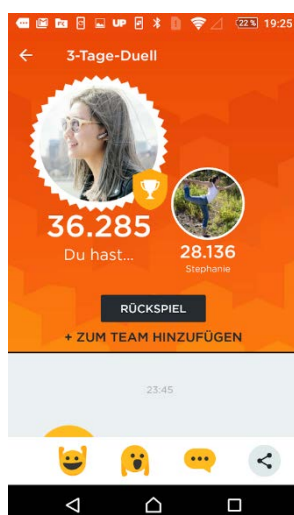 UP 22% 19:25
3-Tage-Duell
36.285
Du hast...
28.136
Stephanie
RÜCKSPIEL
+ ZUM TEAM HINZUFÜGEN
23:45